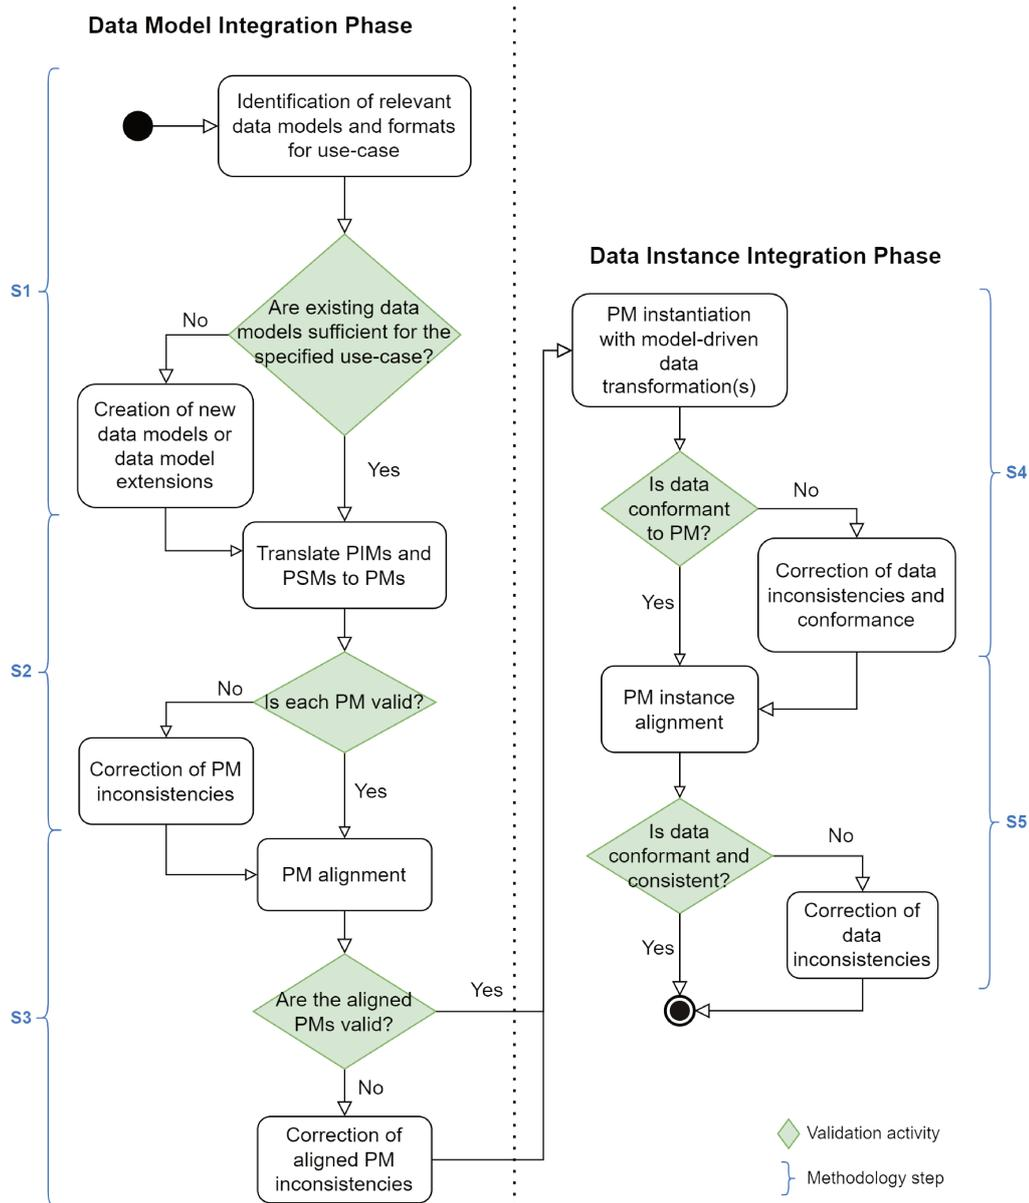 Data Model Integration Phase
Identification of relevant
data models and formats
for use-case
S1
Are existing data
models sufficient for the
specified use-case?
No
Creation of new
data models or
data model
extensions
Yes
Translate PIMs and
PSMs to PMs
S2
Is each PM valid?
No
Correction of PM
inconsistencies
Yes
PM alignment
S3
Are the aligned
PMs valid?
Yes
No
Correction of
aligned PM
inconsistencies
Data Instance Integration Phase
PM instantiation
with model-driven
data
transformation(s)
S4
Is data
conformant
to PM?
No
Correction of data
inconsistencies and
conformance
Yes
PM instance
alignment
S5
Is data
conformant and
consistent?
No
Correction of
data
inconsistencies
Yes
Validation activity
Methodology step